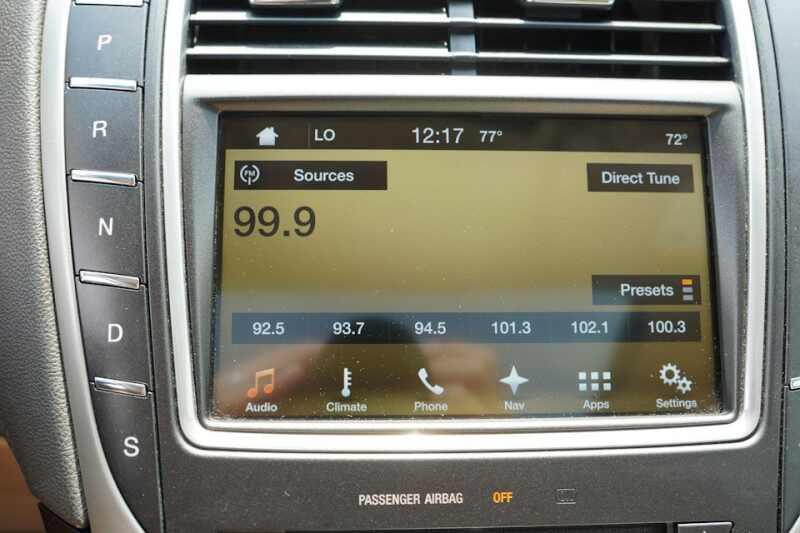 P
R
N
D
S
LO 12:17 77° 72°
FM Sources Direct Tune
99.9
Presets
92.5 93.7 94.5 101.3 102.1 100.3
Audio Climate Phone Nav Apps Settings
PASSENGER AIRBAG OFF